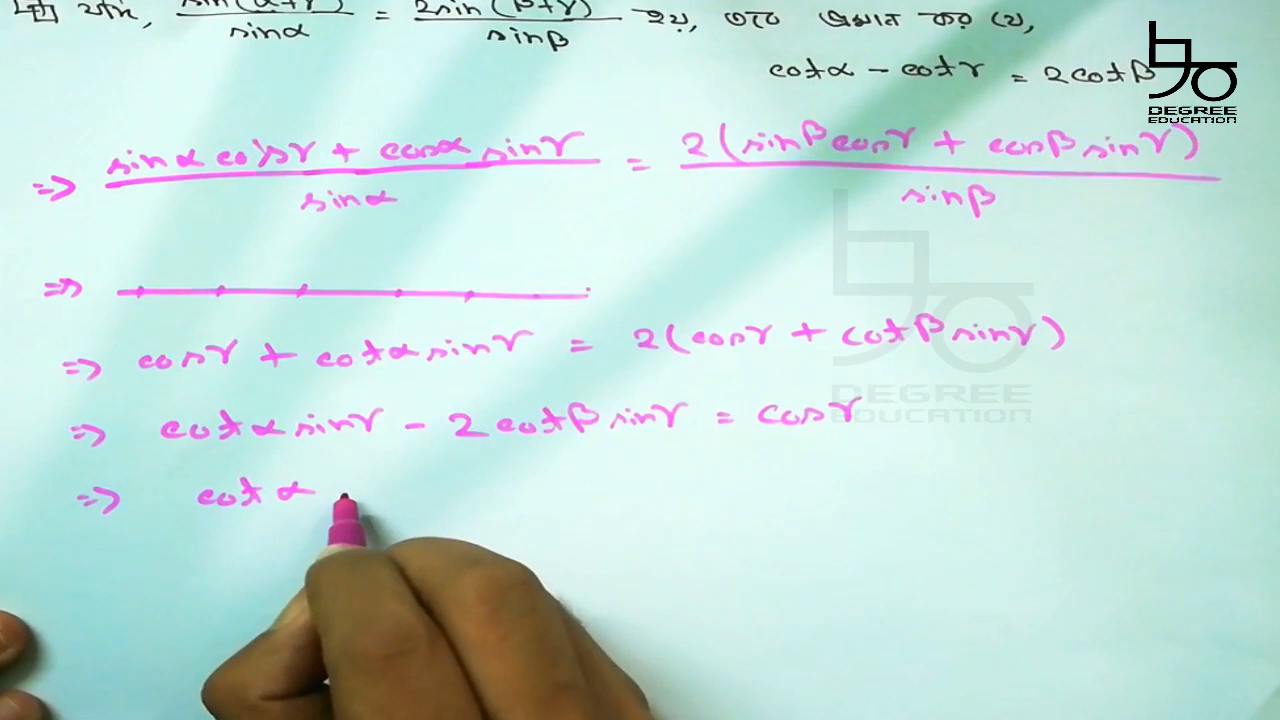 যদি, sin(α+γ)/sinα = 2sin(β+γ)/sinβ হয়, তবে প্রমাণ কর যে,
cotα - cotγ = 2cotβ
DEGREE
EDUCATION
=> (sinα cosγ + cosα sinγ)/sinα = 2(sinβ cosγ + cosβ sinγ)/sinβ
=>
=> cosγ + cotα sinγ = 2(cosγ + cotβ sinγ)
DEGREE
EDUCATION
=> cotα sinγ - 2cotβ sinγ = cosγ
=> cotα